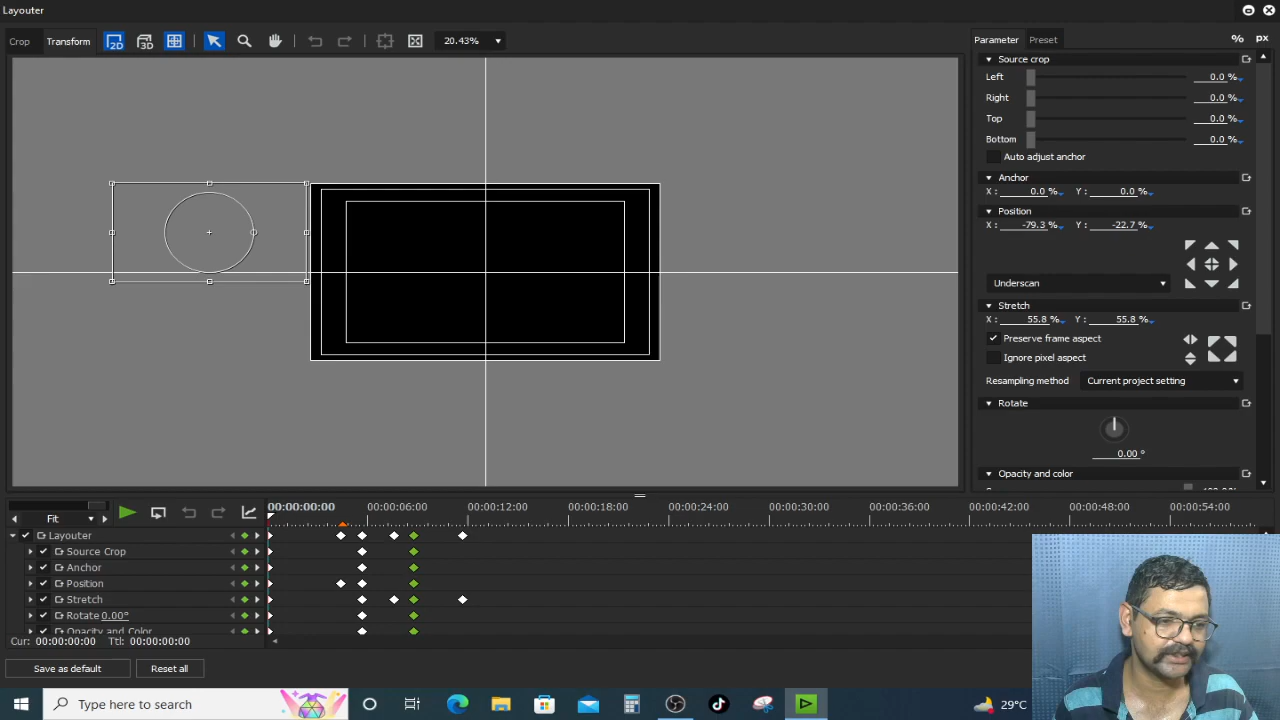 Layouter
Crop Transform 2D 3D 20.43%
Parameter Preset % px
Source crop
Left 0.0 %
Right 0.0 %
Top 0.0 %
Bottom 0.0 %
Auto adjust anchor
Anchor
X : 0.0 % Y : 0.0 %
Position
X : -79.3 % Y : -22.7 %
Underscan
Stretch
X : 55.8 % Y : 55.8 %
Preserve frame aspect
Ignore pixel aspect
Resampling method Current project setting
Rotate
0.00 °
Opacity and color
Fit
00:00:00:00 00:00:06:00 00:00:12:00 00:00:18:00 00:00:24:00 00:00:30:00 00:00:36:00 00:00:42:00 00:00:48:00 00:00:54:00
Layouter
Source Crop
Anchor
Position
Stretch
Rotate 0.00°
Opacity and Color
Cur: 00:00:00:00 Ttl: 00:00:00:00
Save as default Reset all
Type here to search
29°C